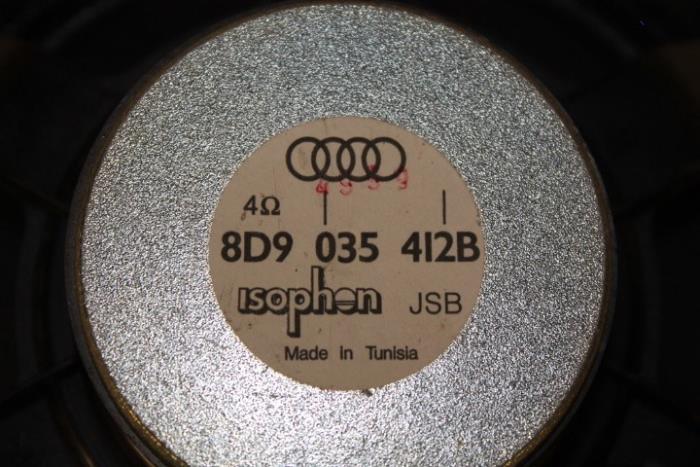 4Ω
8D9 035 412B
ISOPHON JSB
Made in Tunisia